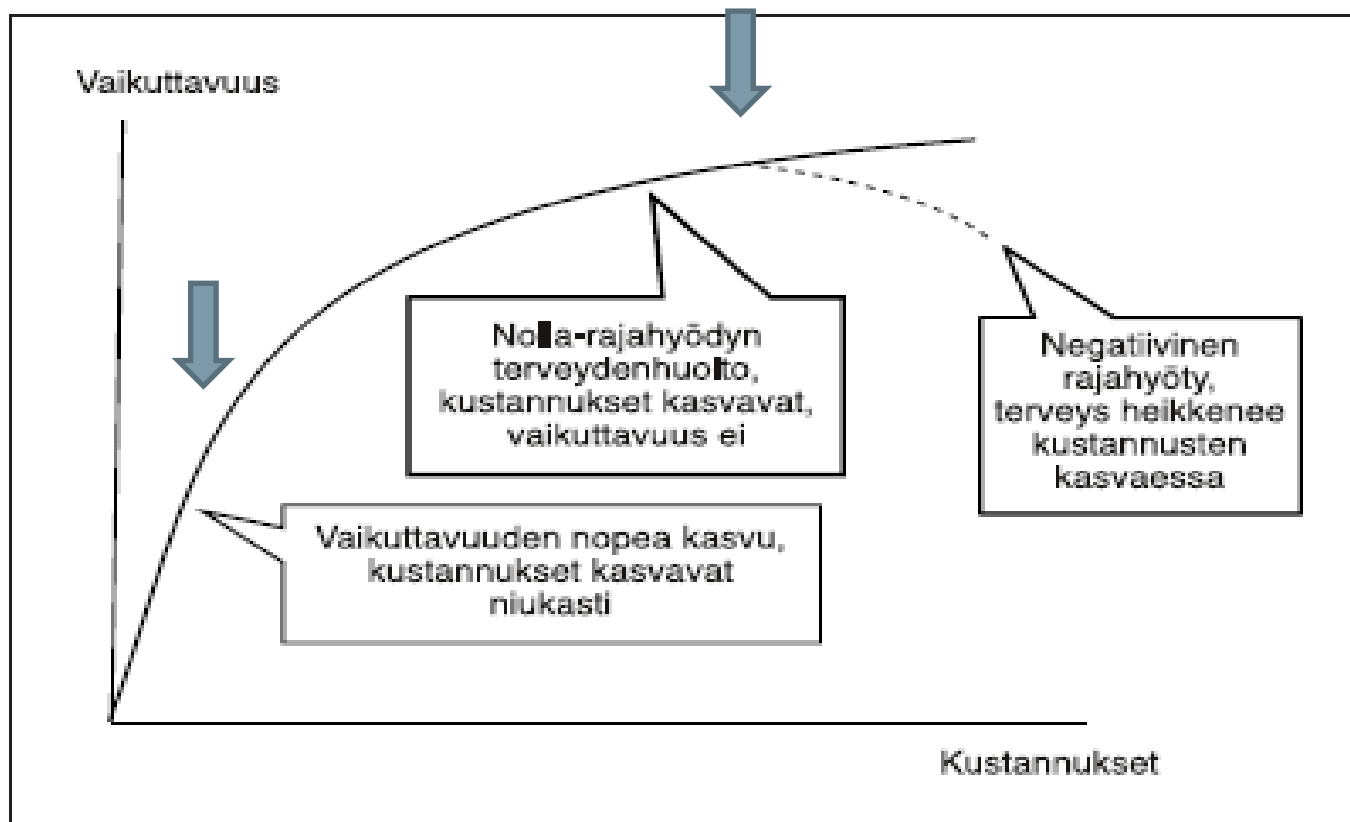 Vaikuttavuus
Nolla-rajahyödyn
terveydenhuolto,
kustannukset kasvavat,
vaikuttavuus ei
Negatiivinen
rajahyöty,
terveys heikkenee
kustannusten
kasvaessa
Vaikuttavuuden nopea kasvu,
kustannukset kasvavat
niukasti
Kustannukset